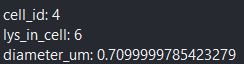 cell_id: 4
lys_in_cell: 6
diameter_um: 0.7099999785423279